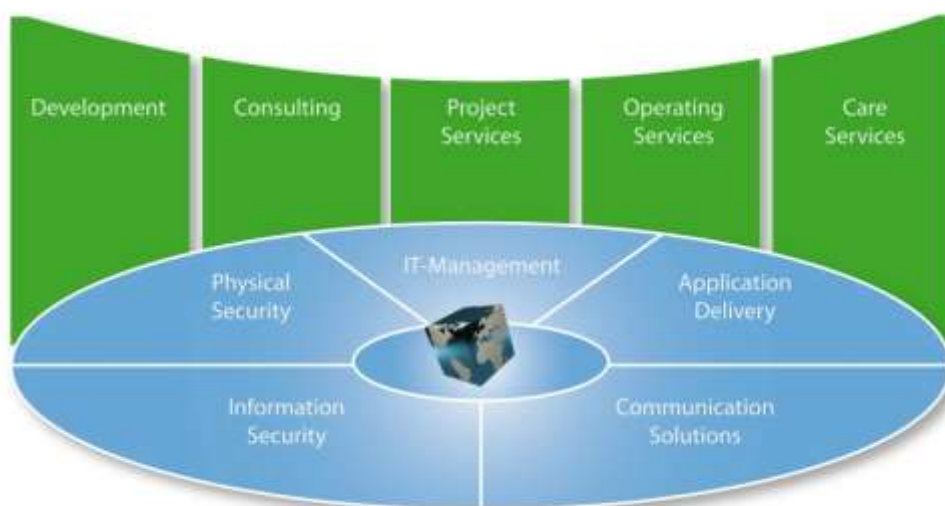 Development
Consulting
Project
Services
Operating
Services
Care
Services
IT-Management
Physical
Security
Application
Delivery
Information
Security
Communication
Solutions